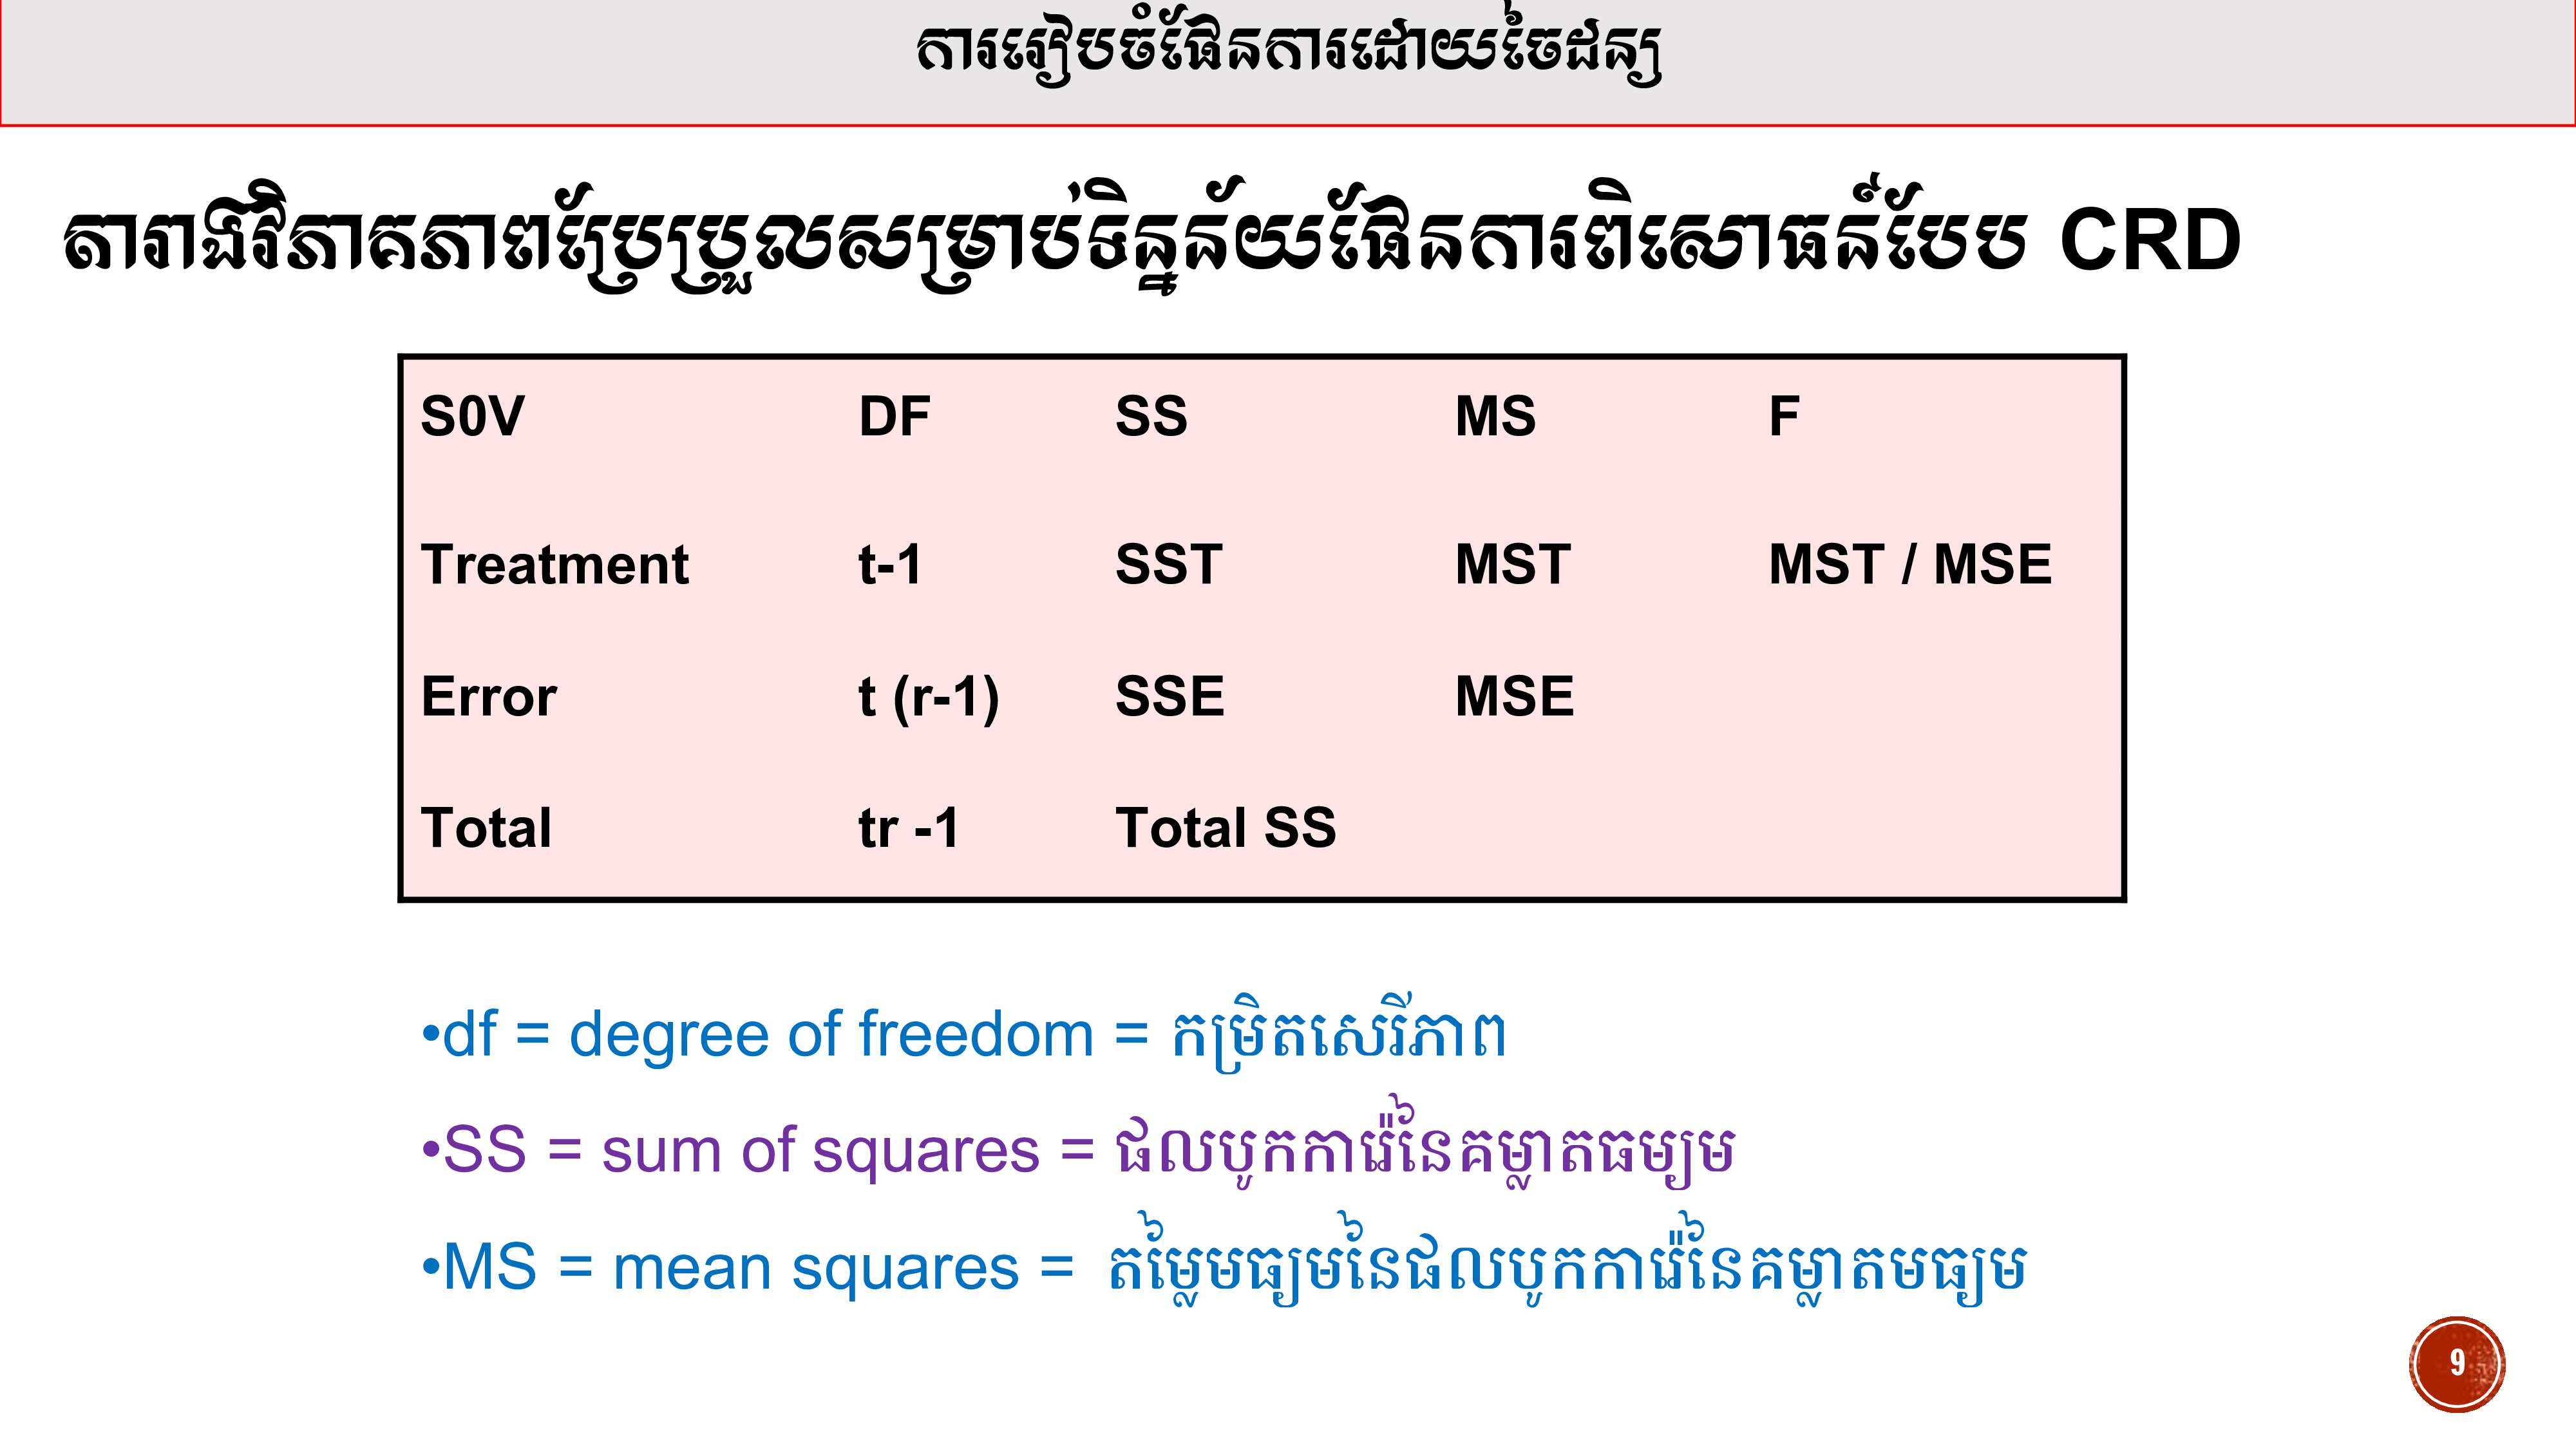 ការរៀបចំផែនការដោយចៃដន្យ
តារាងវិភាគភាពប្រែប្រួលសម្រាប់ទិន្នន័យផែនការពិសោធន៍បែប CRD
S0V DF SS MS F
Treatment t-1 SST MST MST / MSE
Error t (r-1) SSE MSE
Total tr -1 Total SS
•df = degree of freedom = កម្រិតសេរីភាព
•SS = sum of squares = ផលបូកការ៉េនៃគម្លាតធម្យម
•MS = mean squares = តម្លៃមធ្យមនៃផលបូកការ៉េនៃគម្លាតមធ្យម
9